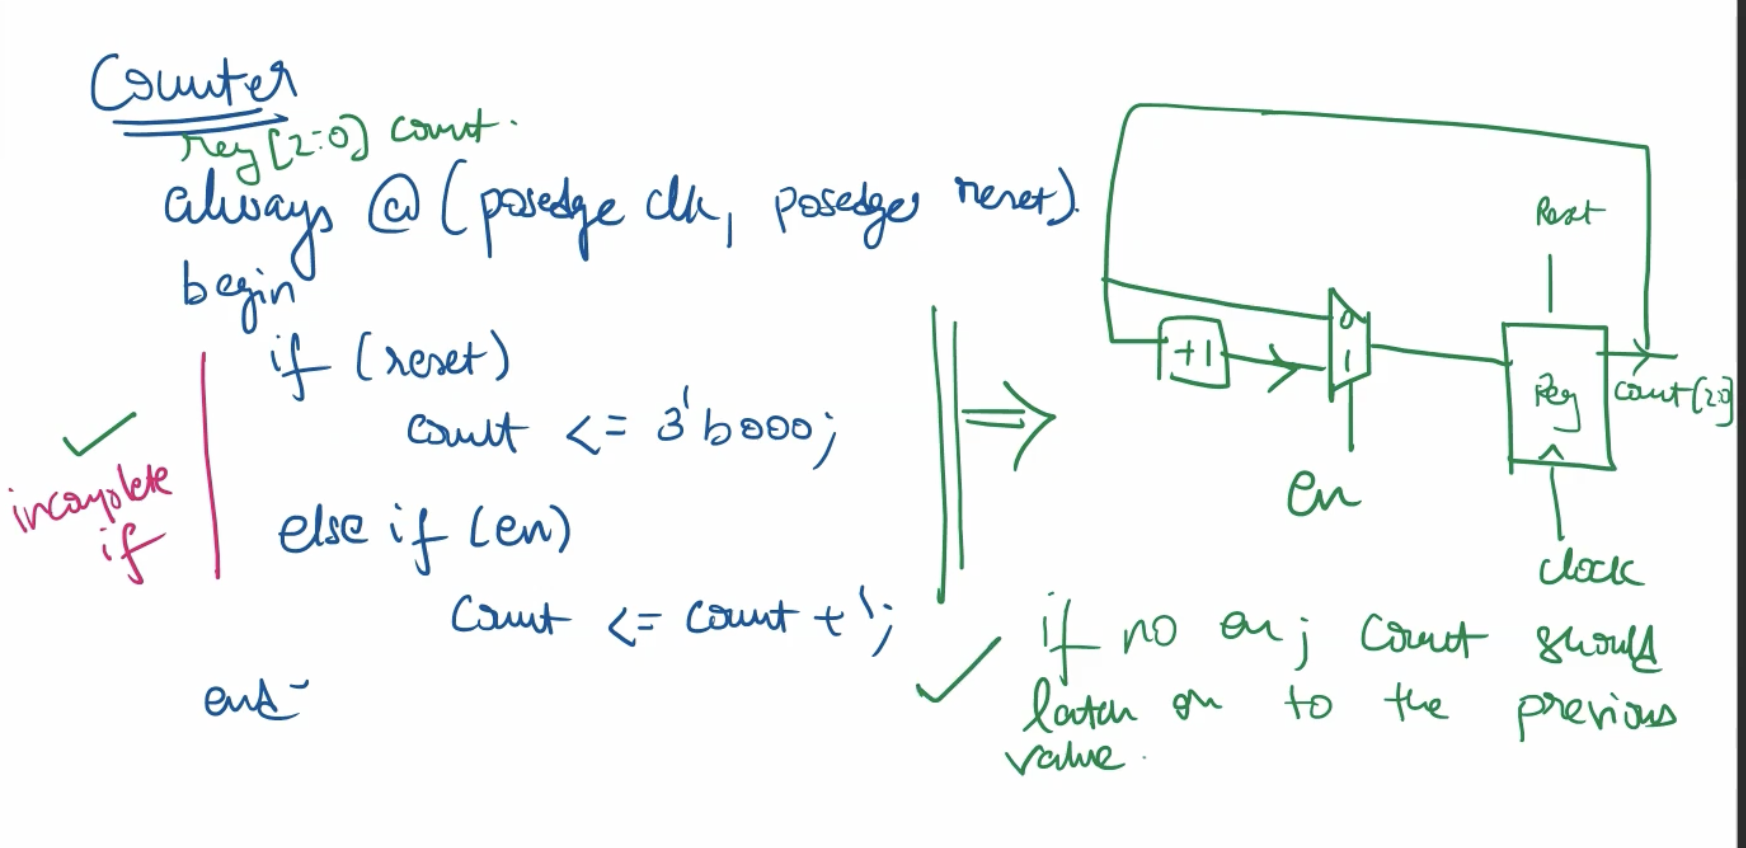 Counter
reg [2:0] count.
always @ (posedge clk, posedge reset).
begin
if (reset)
count <= 3'b000;
else if (en)
count <= count + 1;
end
incomplete
if
+1
0
1
en
Reset
Reg
count[2:0]
clock
if no en; count should
latch on to the previous
value.